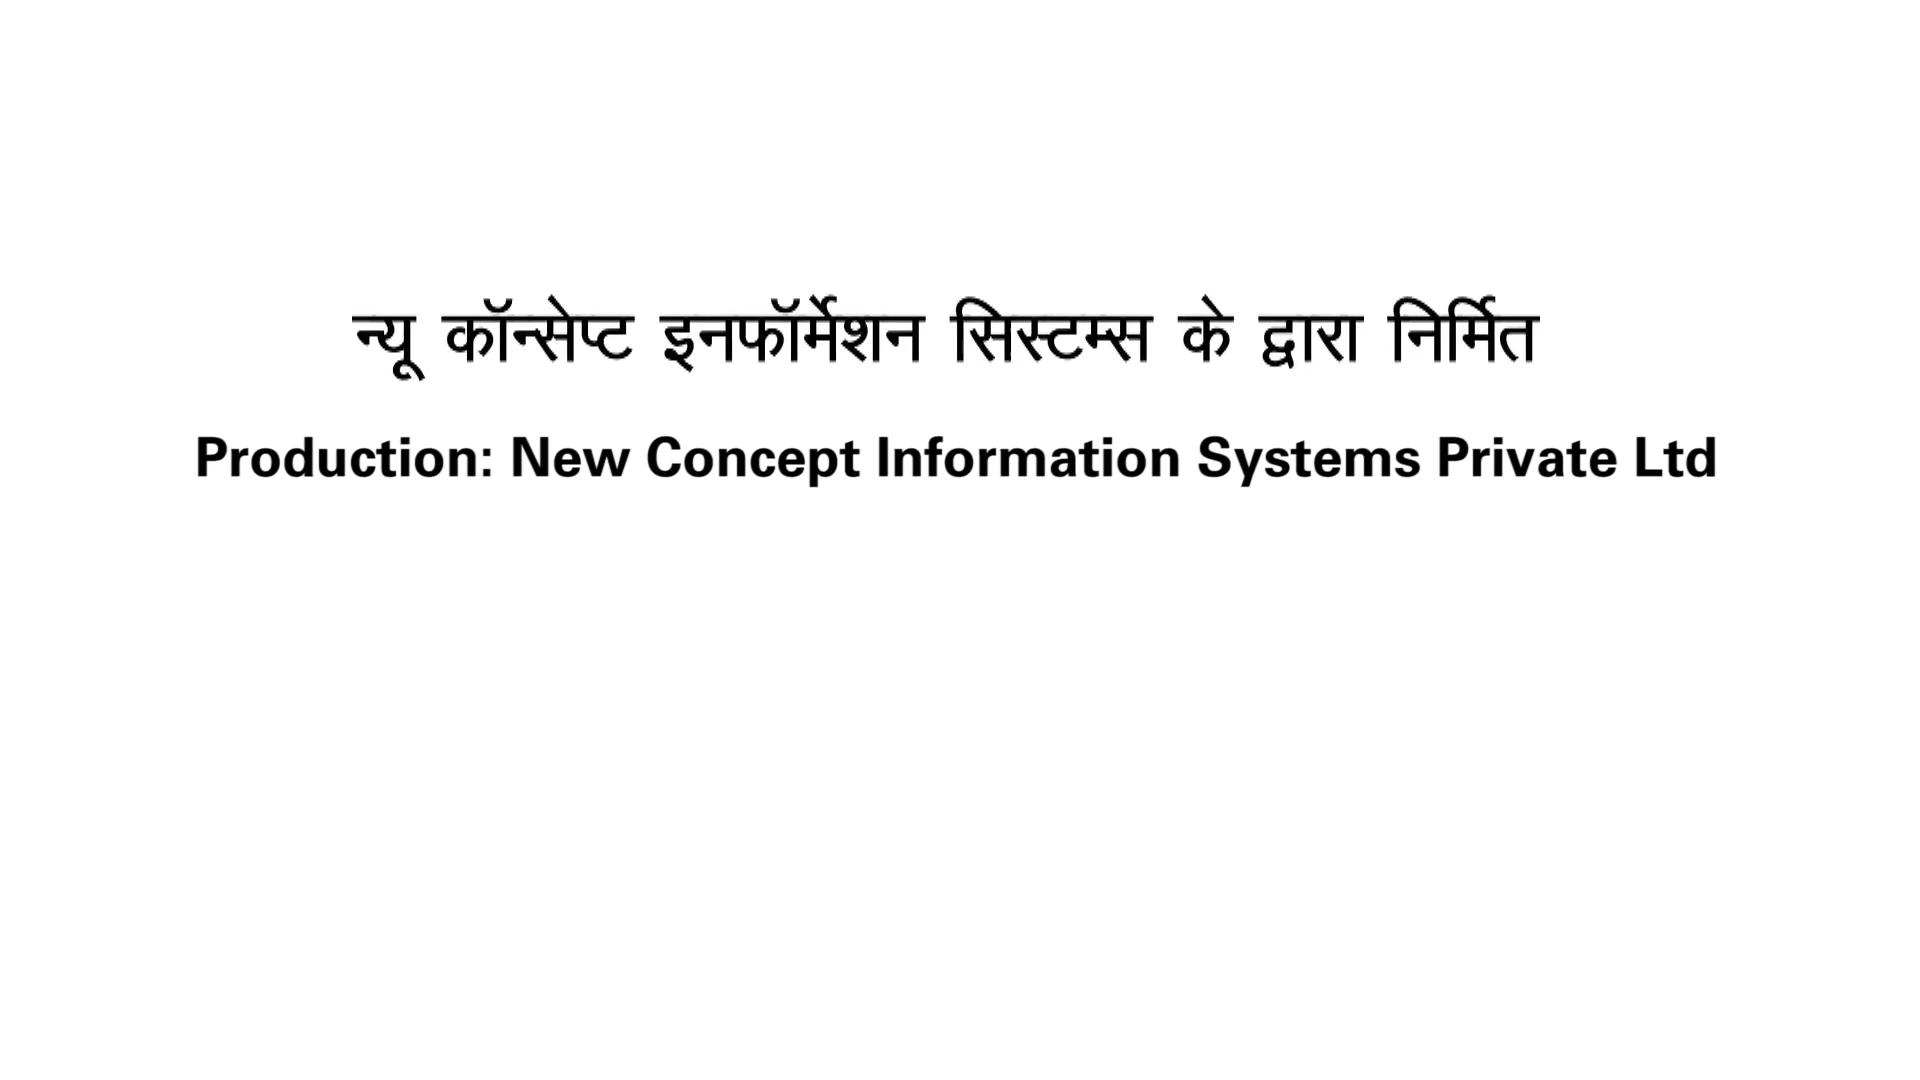 न्यू कॉन्सेप्ट इनफॉर्मेशन सिस्टम्स के द्वारा निर्मित
Production: New Concept Information Systems Private Ltd